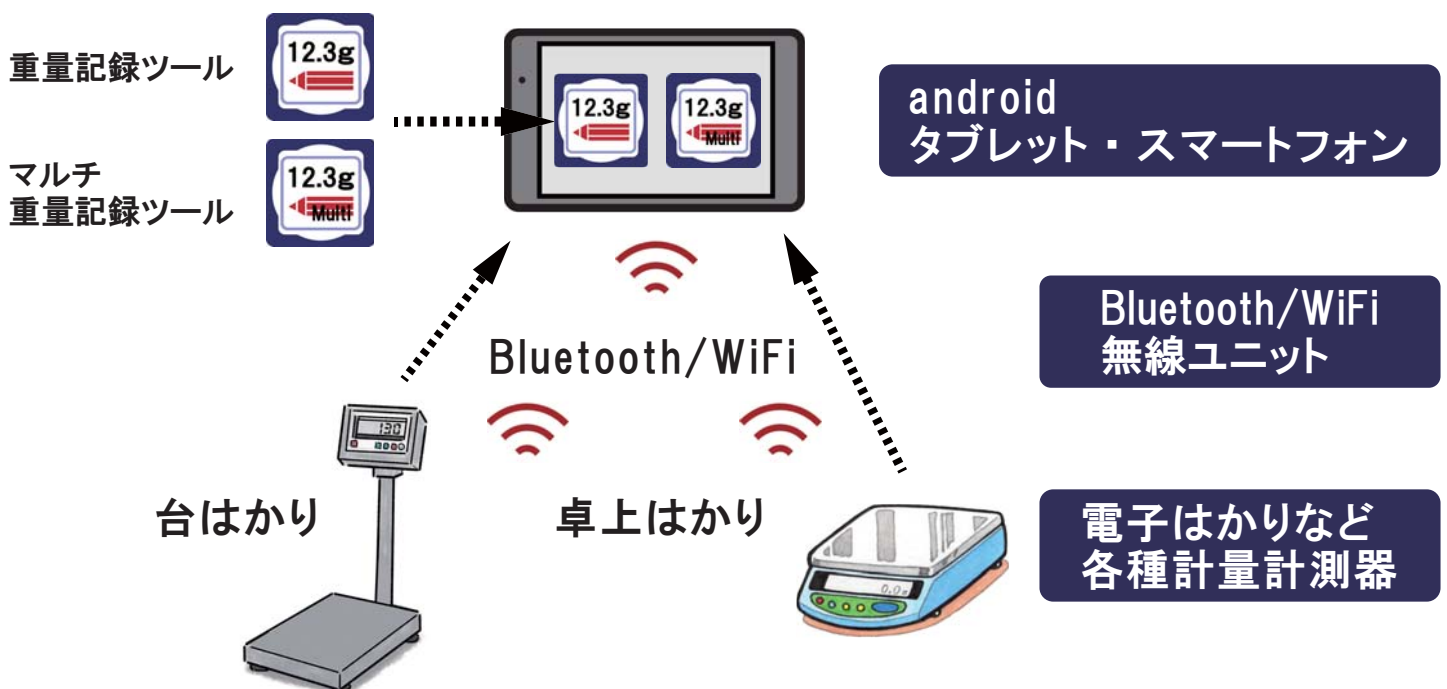 重量記録ツール
12.3g
マルチ
重量記録ツール
12.3g
Multi
12.3g
12.3g
Multi
android
タブレット・スマートフォン
Bluetooth/WiFi
Bluetooth/WiFi
無線ユニット
130
台はかり
卓上はかり
0.0
電子はかりなど
各種計量計測器